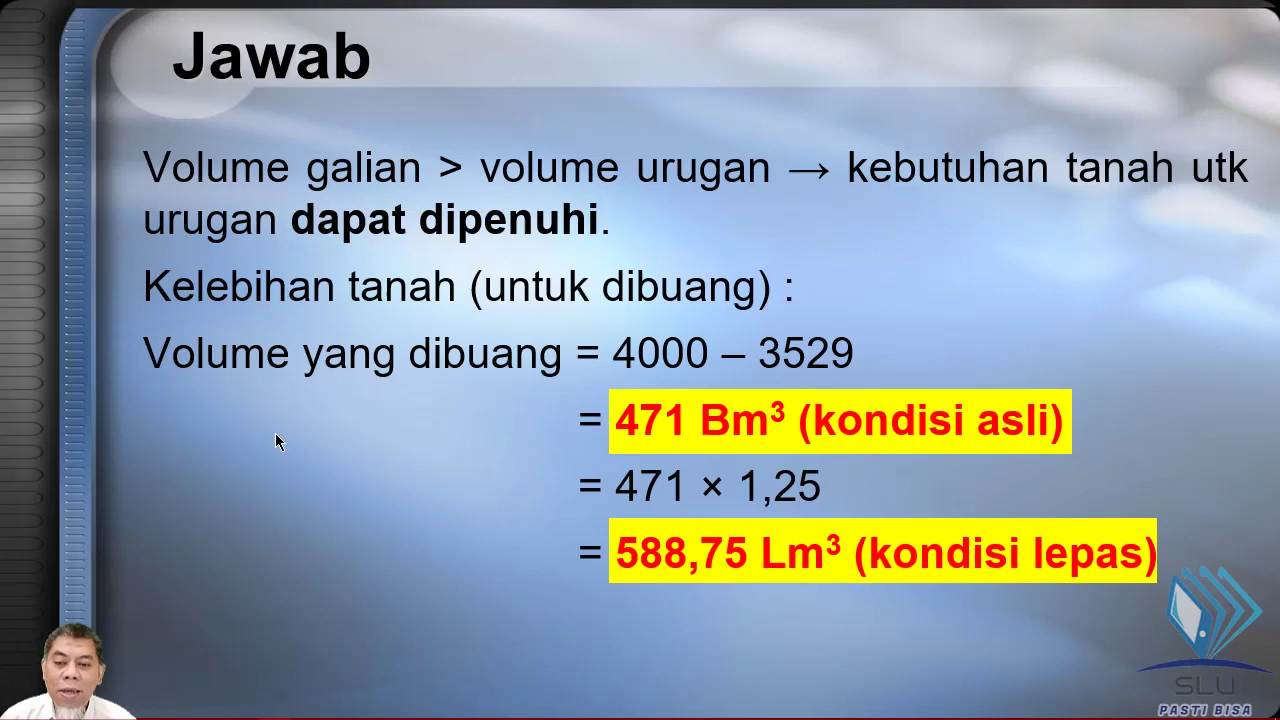 Jawab
Volume galian > volume urugan → kebutuhan tanah utk
urugan dapat dipenuhi.
Kelebihan tanah (untuk dibuang) :
Volume yang dibuang = 4000 – 3529
= 471 Bm³ (kondisi asli)
= 471 × 1,25
= 588,75 Lm³ (kondisi lepas)
SLU
PASTI BISA